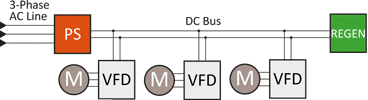 3-Phase
AC Line
DC Bus
PS
REGEN
M
VFD
M
VFD
M
VFD